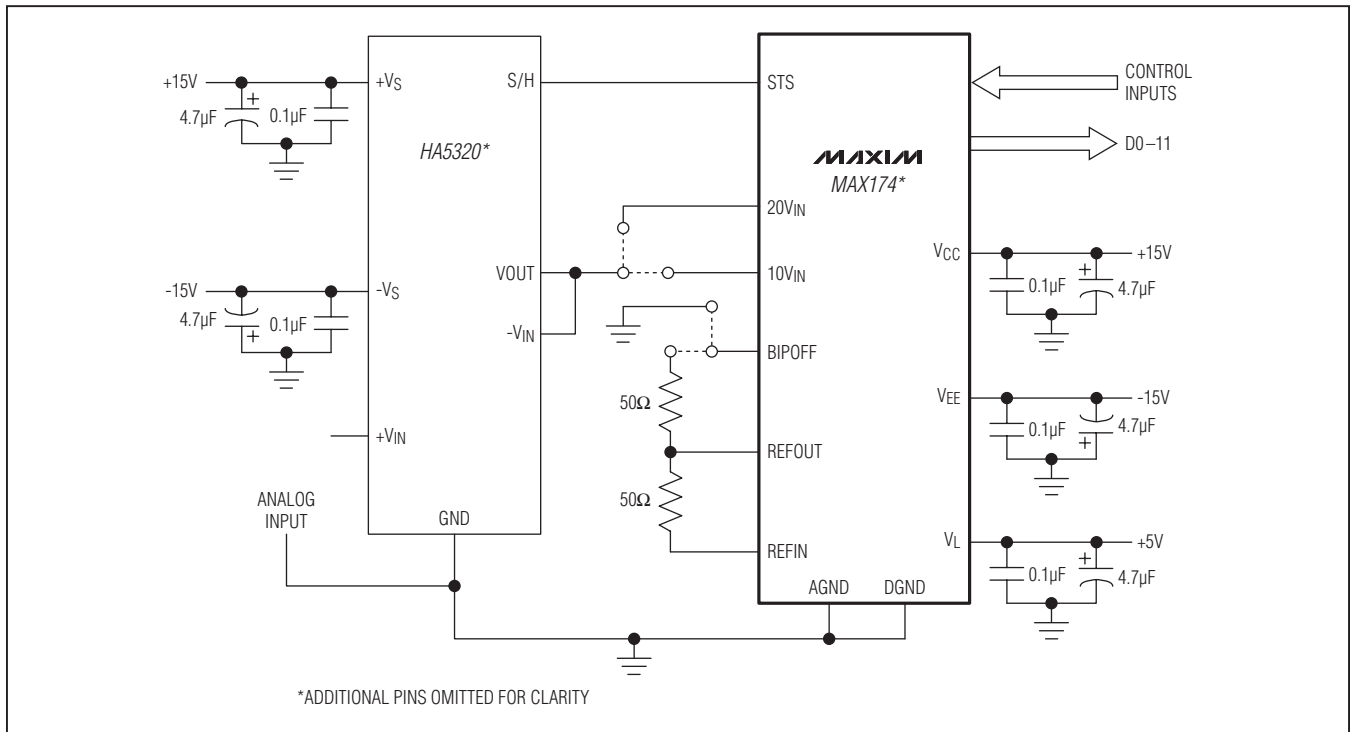 +15V
4.7µF
+
0.1µF
+VS
S/H
HA5320*
-15V
4.7µF
+
0.1µF
-VS
VOUT
-VIN
+VIN
ANALOG
INPUT
GND
STS
MAXIM
MAX174*
20VIN
10VIN
BIPOFF
50Ω
REFOUT
50Ω
REFIN
AGND
DGND
CONTROL
INPUTS
D0–11
VCC
+15V
0.1µF
+
4.7µF
VEE
-15V
0.1µF
+
4.7µF
VL
+5V
0.1µF
+
4.7µF
*ADDITIONAL PINS OMITTED FOR CLARITY